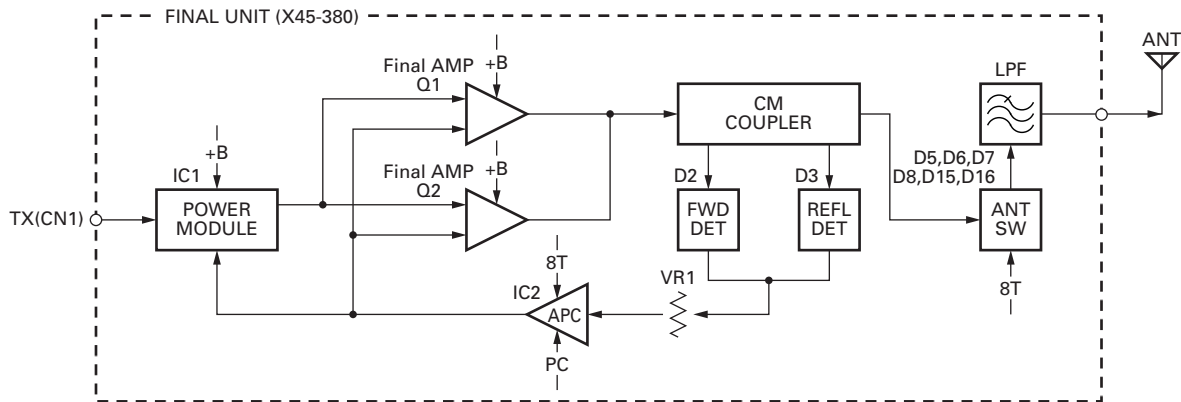 FINAL UNIT (X45-380)
ANT
Final AMP
Q1
+B
LPF
CM
COUPLER
+B
IC1
Final AMP
Q2
+B
D2
D3
D5,D6,D7
D8,D15,D16
TX(CN1)
POWER
MODULE
FWD
DET
REFL
DET
ANT
SW
8T
IC2
APC
VR1
8T
PC